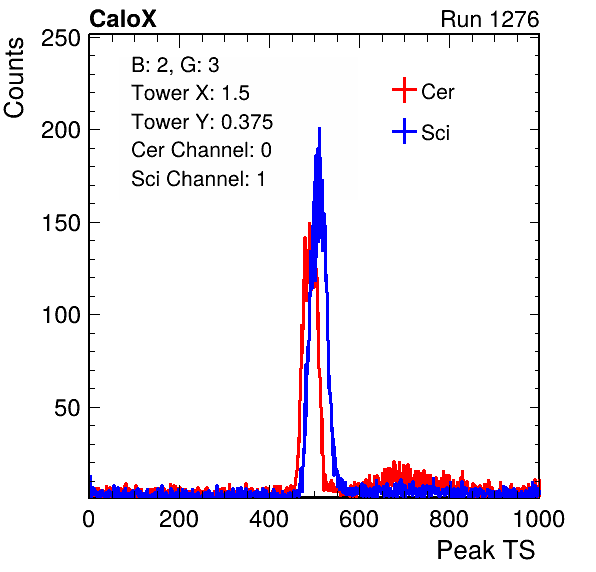 CaloX Run 1276
Counts
250
200
150
100
50
B: 2, G: 3
Tower X: 1.5
Tower Y: 0.375
Cer Channel: 0
Sci Channel: 1
Cer
Sci
0 200 400 600 800 1000
Peak TS